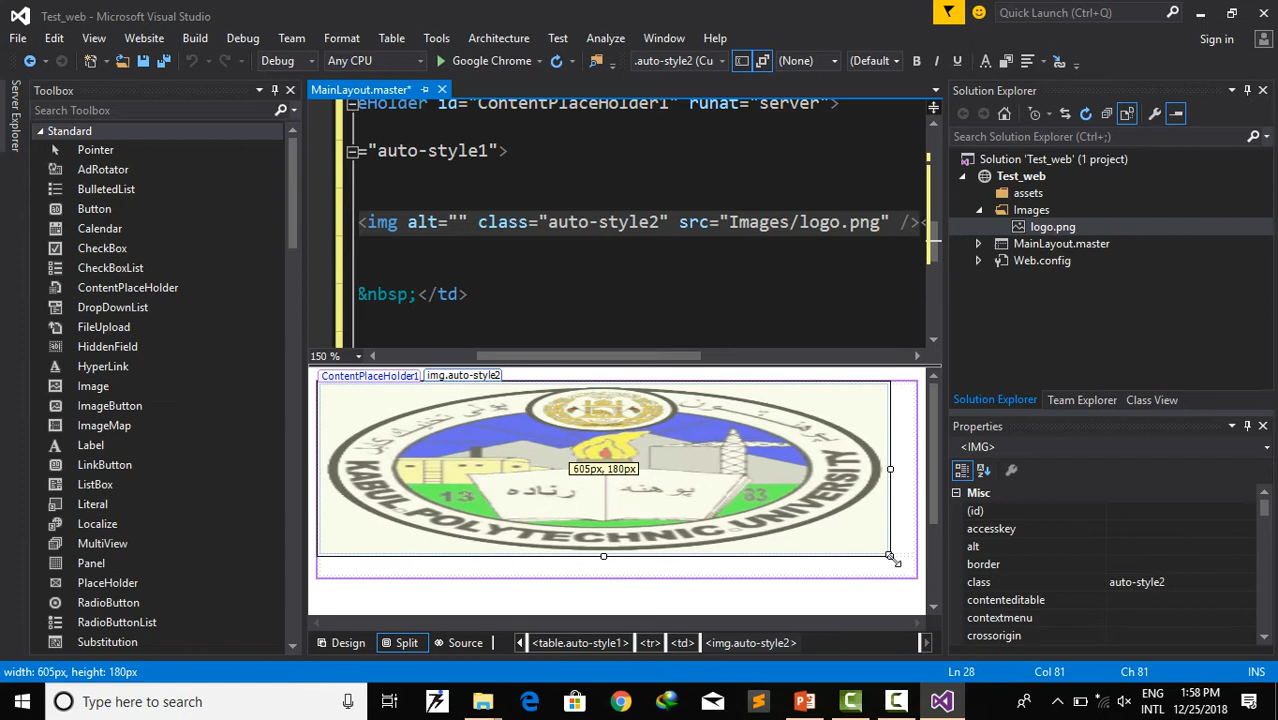 Test_web - Microsoft Visual Studio
Quick Launch (Ctrl+Q)
File Edit View Website Build Debug Team Format Table Tools Architecture Test Analyze Window Help
Sign in
Debug Any CPU Google Chrome .auto-style2 (Cu (None) (Default B I U
Server Explorer
Toolbox
Search Toolbox
Standard
Pointer
AdRotator
BulletedList
Button
Calendar
CheckBox
CheckBoxList
ContentPlaceHolder
DropDownList
FileUpload
HiddenField
HyperLink
Image
ImageButton
ImageMap
Label
LinkButton
ListBox
Literal
Localize
MultiView
Panel
PlaceHolder
RadioButton
RadioButtonList
Substitution
MainLayout.master*
eHolder id="ContentPlaceHolder1" runat="server">
="auto-style1">
<img alt="" class="auto-style2" src="Images/logo.png" /><
&nbsp;</td>
150 %
ContentPlaceHolder1 img.auto-style2
605px, 180px
پوهنه
13 63
KABUL POLYTECHNIC UNIVERSITY
Design Split Source <table.auto-style1> <tr> <td> <img.auto-style2>
Solution Explorer
Search Solution Explorer (Ctrl+;)
Solution 'Test_web' (1 project)
Test_web
assets
Images
logo.png
MainLayout.master
Web.config
Solution Explorer Team Explorer Class View
Properties
<IMG>
Misc
(id)
accesskey
alt
border
class auto-style2
contenteditable
contextmenu
crossorigin
width: 605px, height: 180px Ln 28 Col 81 Ch 81 INS
Type here to search
ENG
INTL
1:58 PM
12/25/2018